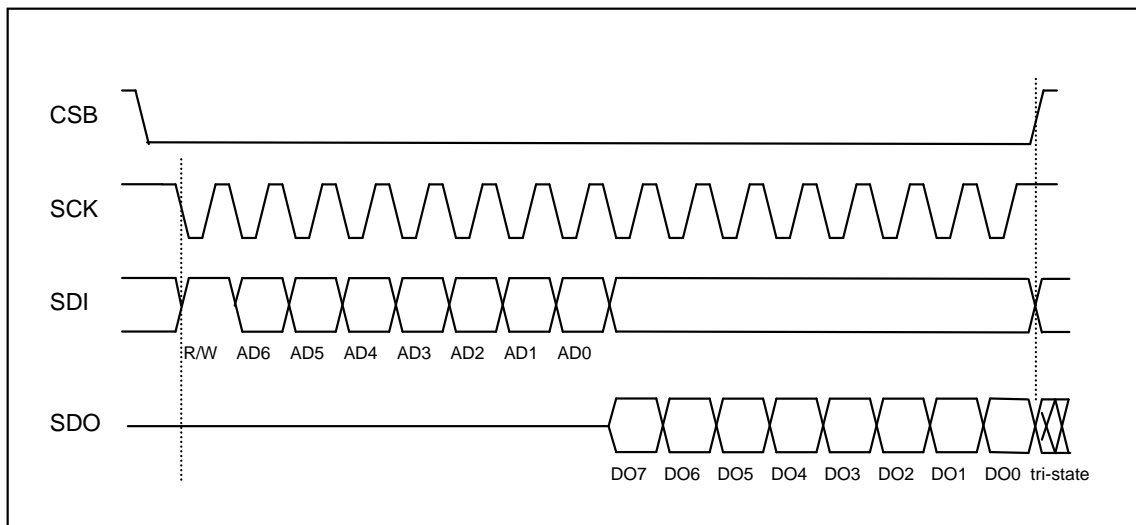 CSB
SCK
SDI
R/W AD6 AD5 AD4 AD3 AD2 AD1 AD0
SDO
DO7 DO6 DO5 DO4 DO3 DO2 DO1 DO0 tri-state